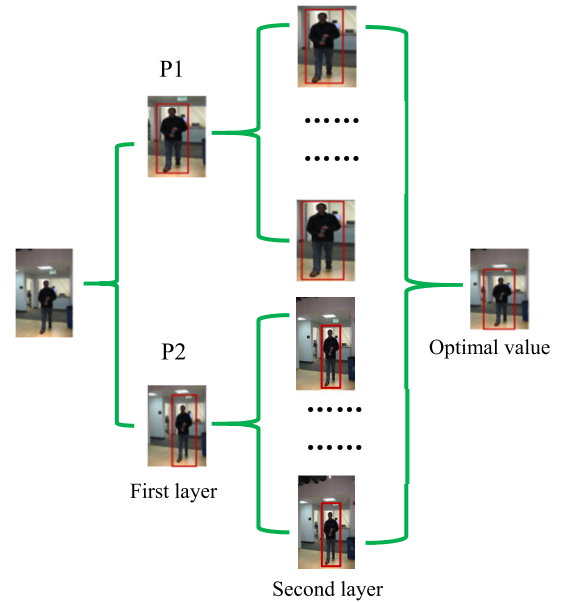 P1
......
......
Optimal value
P2
......
......
First layer
Second layer